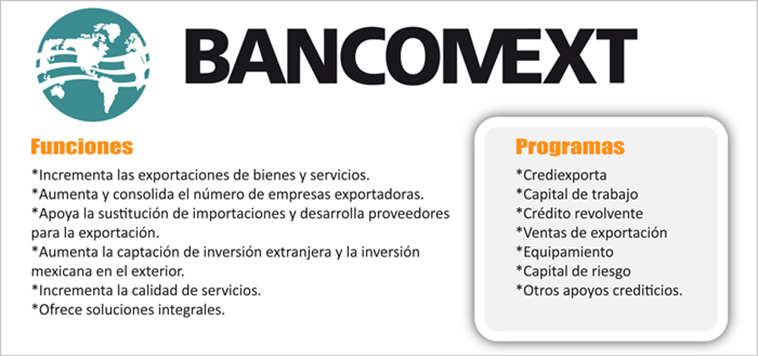 BANCOMEXT
Funciones
*Incrementa las exportaciones de bienes y servicios.
*Aumenta y consolida el número de empresas exportadoras.
*Apoya la sustitución de importaciones y desarrolla proveedores
para la exportación.
*Aumenta la captación de inversión extranjera y la inversión
mexicana en el exterior.
*Incrementa la calidad de servicios.
*Ofrece soluciones integrales.
Programas
*Crediexporta
*Capital de trabajo
*Crédito revolvente
*Ventas de exportación
*Equipamiento
*Capital de riesgo
*Otros apoyos crediticios.